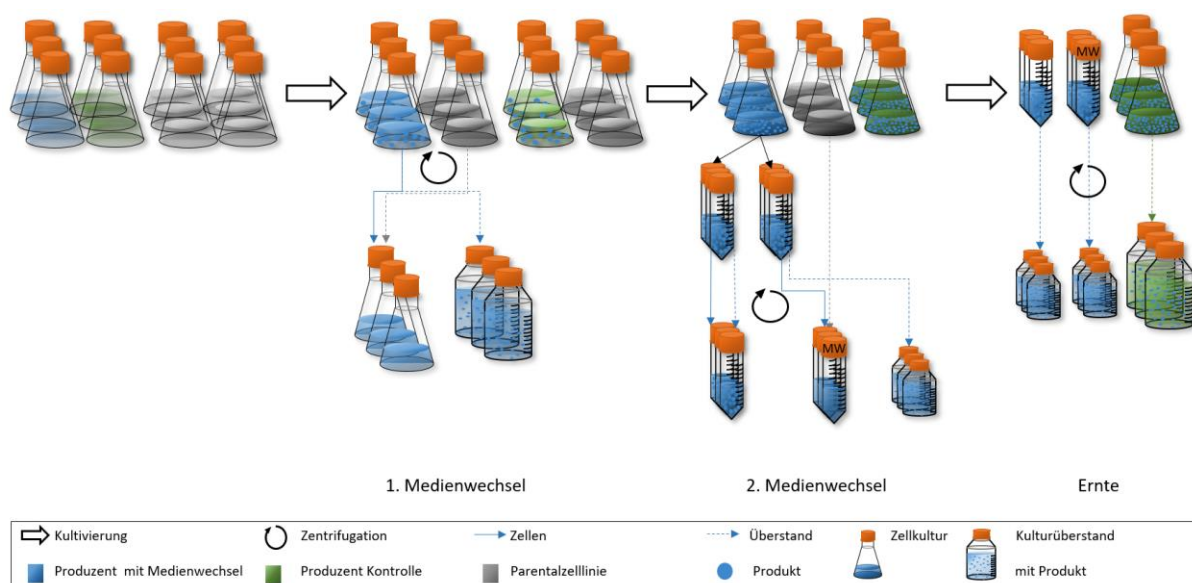 MW
MW
1. Medienwechsel
2. Medienwechsel
Ernte
Kultivierung
Zentrifugation
Zellen
Überstand
Zellkultur
Kulturüberstand
mit Produkt
Produzent mit Medienwechsel
Produzent Kontrolle
Parentalzelllinie
Produkt